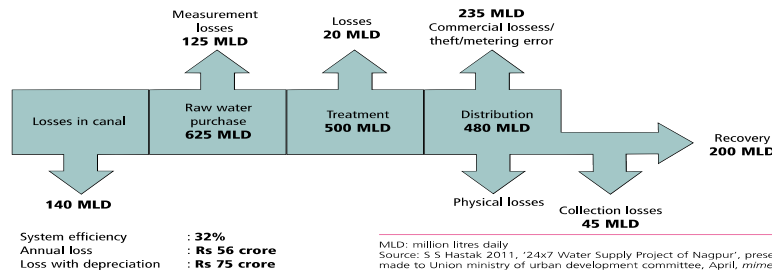 Measurement
losses
125 MLD
Losses
20 MLD
235 MLD
Commercial lossess/
theft/metering error
Losses in canal
Raw water
purchase
625 MLD
Treatment
500 MLD
Distribution
480 MLD
Recovery
200 MLD
140 MLD
Physical losses
Collection losses
45 MLD
System efficiency : 32%
Annual loss : Rs 56 crore
Loss with depreciation : Rs 75 crore
MLD: million litres daily
Source: S S Hastak 2011, '24x7 Water Supply Project of Nagpur', prese
made to Union ministry of urban development committee, April, mime